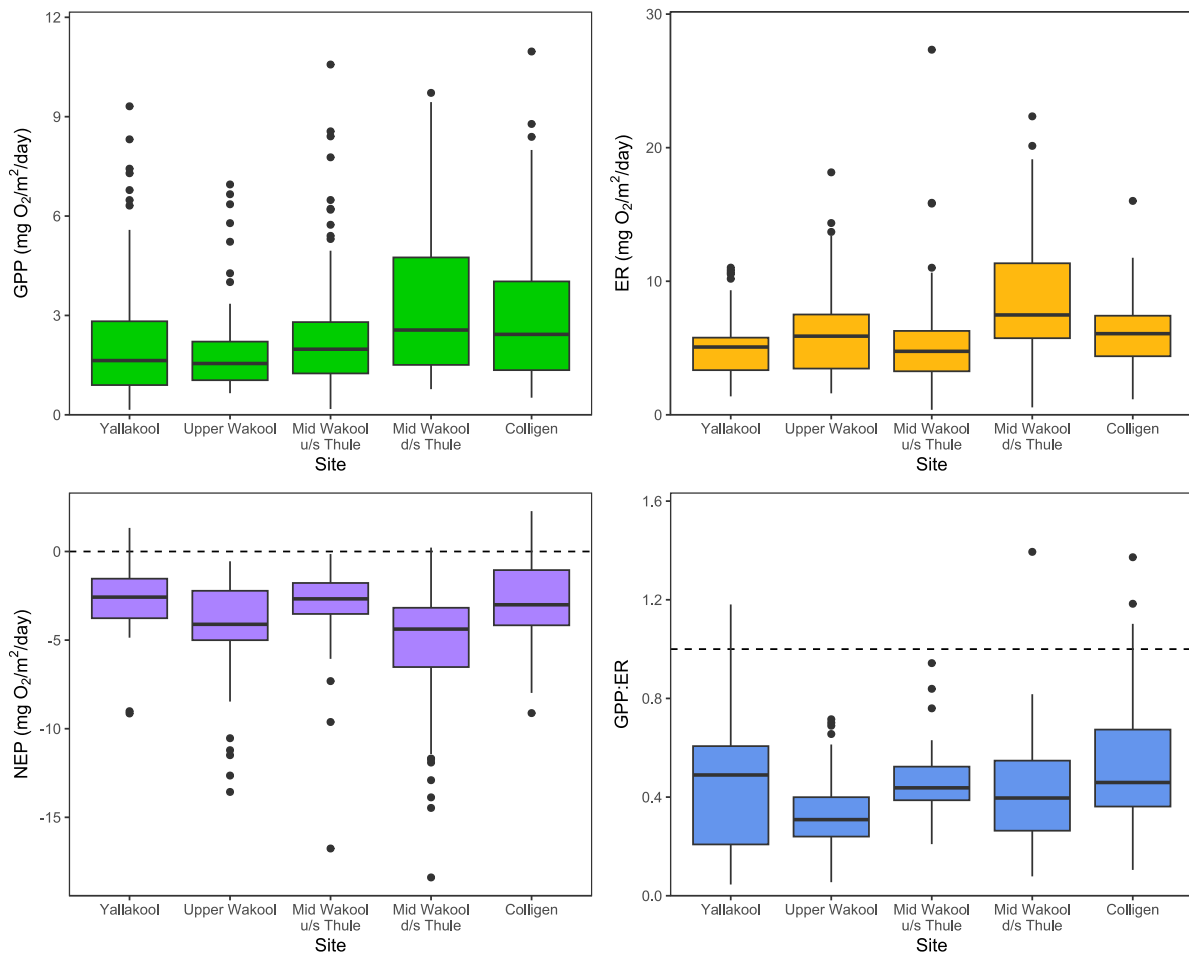 GPP (mg O₂/m²/day)
12
9
6
3
0
Yallakool
Upper Wakool
Mid Wakool
u/s Thule
Mid Wakool
d/s Thule
Colligen
Site
ER (mg O₂/m²/day)
30
20
10
0
Yallakool
Upper Wakool
Mid Wakool
u/s Thule
Mid Wakool
d/s Thule
Colligen
Site
NEP (mg O₂/m²/day)
0
-5
-10
-15
Yallakool
Upper Wakool
Mid Wakool
u/s Thule
Mid Wakool
d/s Thule
Colligen
Site
GPP:ER
1.6
1.2
0.8
0.4
0.0
Yallakool
Upper Wakool
Mid Wakool
u/s Thule
Mid Wakool
d/s Thule
Colligen
Site